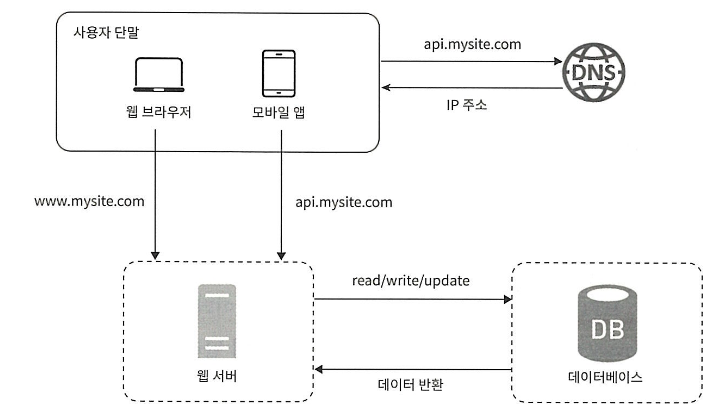 사용자 단말
api.mysite.com
DNS
IP 주소
웹 브라우저
모바일 앱
www.mysite.com
api.mysite.com
read/write/update
DB
웹 서버
데이터 반환
데이터베이스